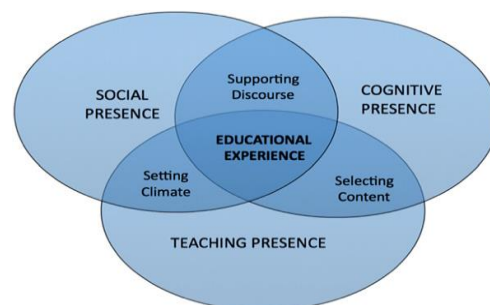 SOCIAL
PRESENCE
Supporting
Discourse
COGNITIVE
PRESENCE
EDUCATIONAL
EXPERIENCE
Setting
Climate
Selecting
Content
TEACHING PRESENCE